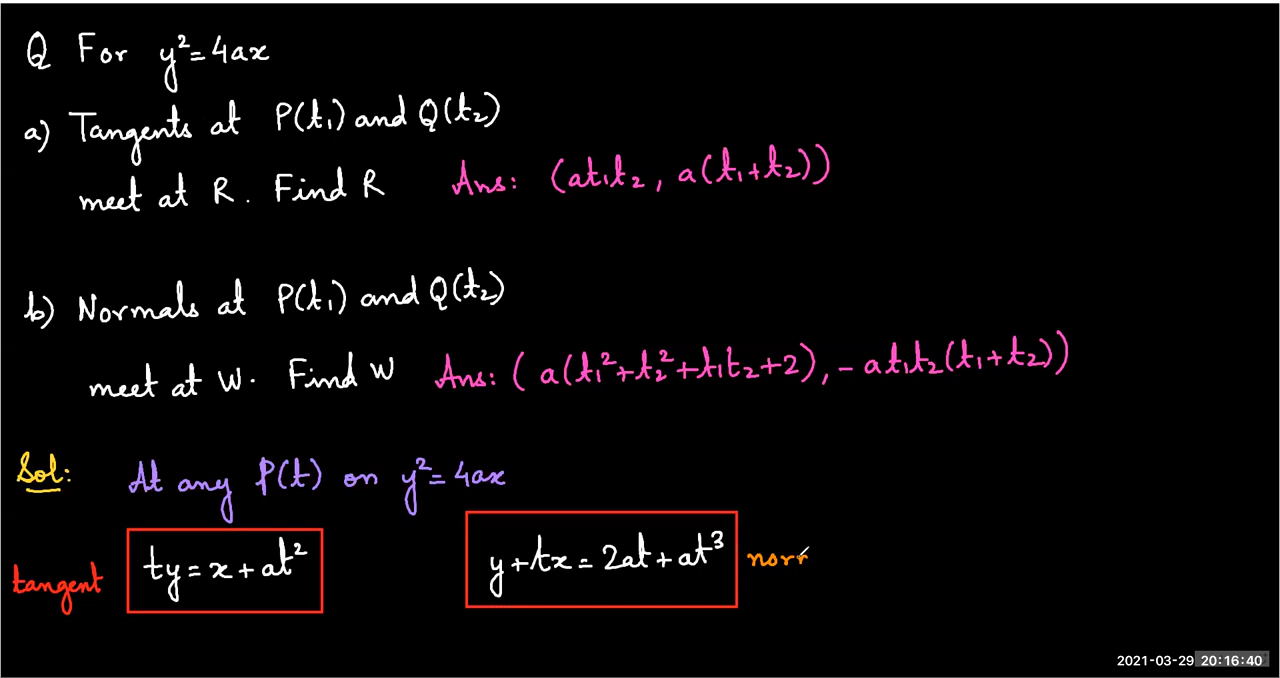 Q For y²=4ax
a) Tangents at P(t₁) and Q(t₂)
meet at R. Find R Ans: (at₁t₂, a(t₁+t₂))
b) Normals at P(t₁) and Q(t₂)
meet at W. Find W Ans: (a(t₁²+t₂²+t₁t₂+2), -at₁t₂(t₁+t₂))
Sol: At any P(t) on y²=4ax
tangent ty=x+at² y+tx=2at+at³ norm
2021-03-29 20:16:40